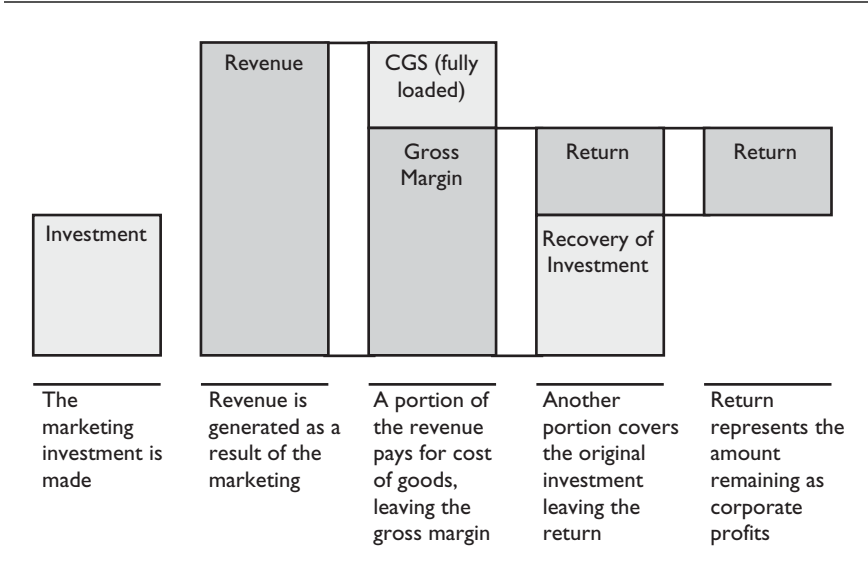 Revenue
CGS (fully
loaded)
Gross
Margin
Return
Return
Investment
Recovery of
Investment
The
marketing
investment is
made
Revenue is
generated as a
result of the
marketing
A portion of
the revenue
pays for cost
of goods,
leaving the
gross margin
Another
portion covers
the original
investment
leaving the
return
Return
represents the
amount
remaining as
corporate
profits